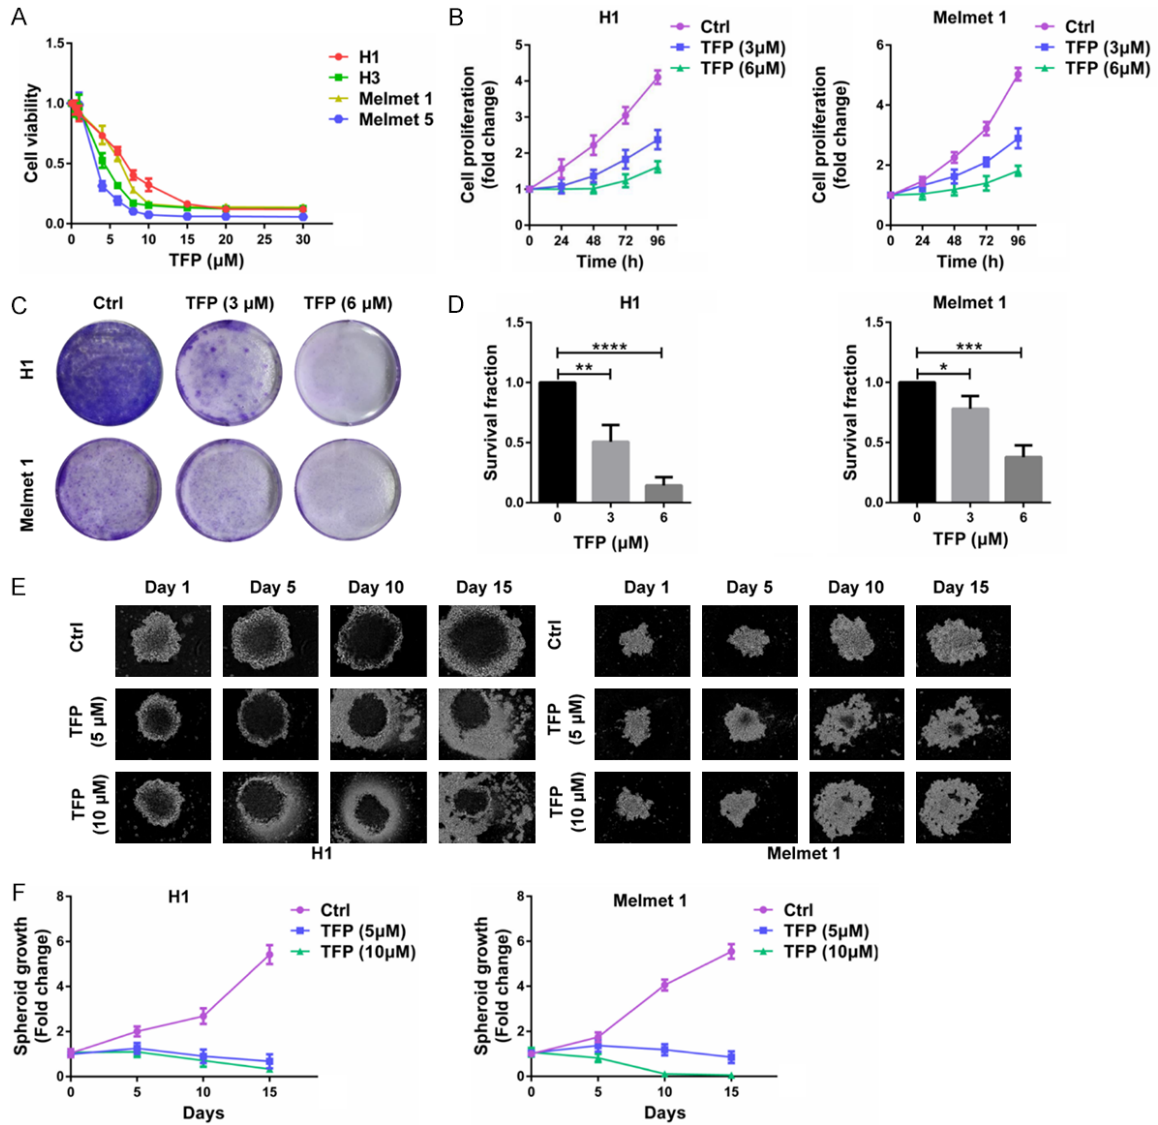 A
1.5
1.0
0.5
0.0
Cell viability
0 5 10 15 20 25 30
TFP (μM)
H1
H3
Melmet 1
Melmet 5
B
H1
Ctrl
TFP (3μM)
TFP (6μM)
5
4
3
2
1
0
Cell proliferation
(fold change)
0 24 48 72 96
Time (h)
Melmet 1
Ctrl
TFP (3μM)
TFP (6μM)
6
4
2
0
Cell proliferation
(fold change)
0 24 48 72 96
Time (h)
C
Ctrl TFP (3 μM) TFP (6 μM)
H1
Melmet 1
D
H1
1.5
1.0
0.5
0.0
Survival fraction
****
**
0 3 6
TFP (μM)
Melmet 1
1.5
1.0
0.5
0.0
Survival fraction
***
*
0 3 6
TFP (μM)
E
Day 1 Day 5 Day 10 Day 15
Ctrl
TFP
(5 μM)
TFP
(10 μM)
H1
Day 1 Day 5 Day 10 Day 15
Ctrl
TFP
(5 μM)
TFP
(10 μM)
Melmet 1
F
H1
8
6
4
2
0
Spheroid growth
(Fold change)
0 5 10 15
Days
Ctrl
TFP (5μM)
TFP (10μM)
Melmet 1
8
6
4
2
0
Spheroid growth
(Fold change)
0 5 10 15
Days
Ctrl
TFP (5μM)
TFP (10μM)